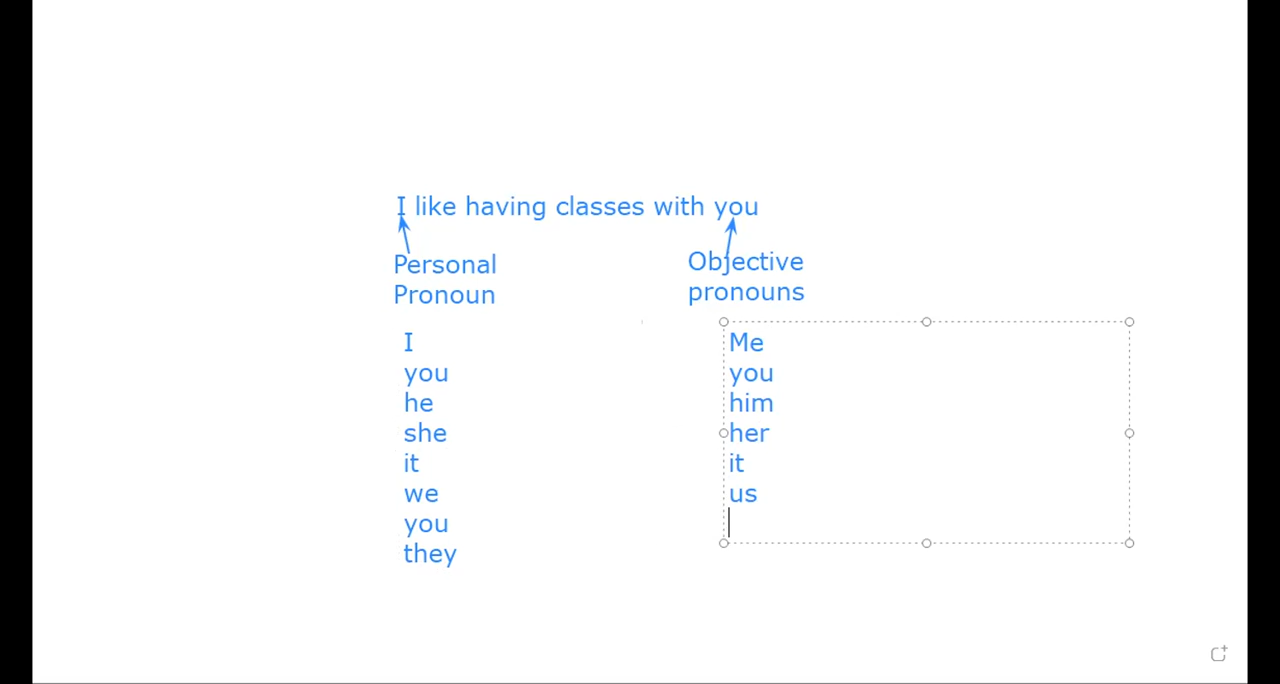 I like having classes with you
Personal
Pronoun
Objective
pronouns
I
you
he
she
it
we
you
they
Me
you
him
her
it
us